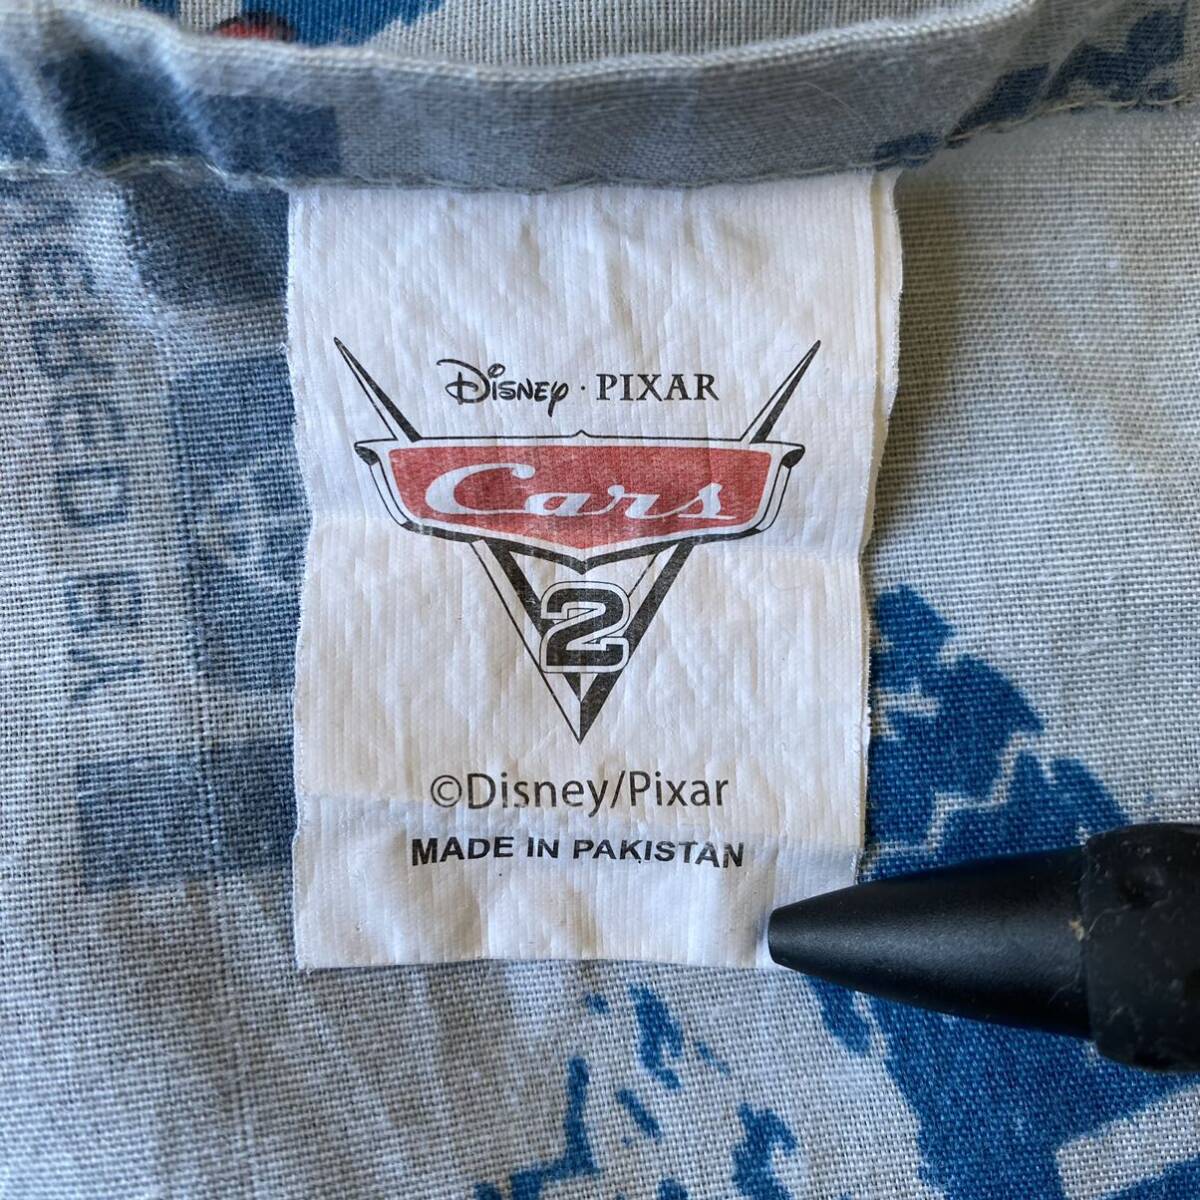 Disney · PIXAR
Cars
2
©Disney/Pixar
MADE IN PAKISTAN